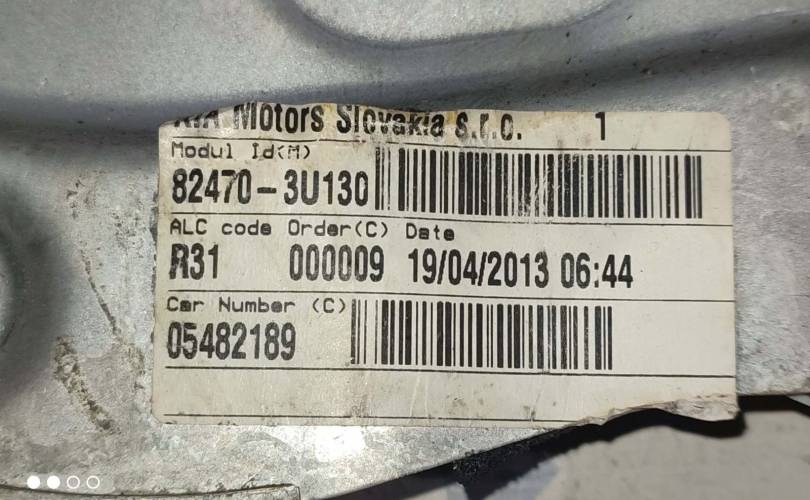 KIA Motors Slovakia s.r.o. 1
Modul Id(M)
82470-3U130
ALC code Order(C) Date
R31 000009 19/04/2013 06:44
Car Number (C)
05482189